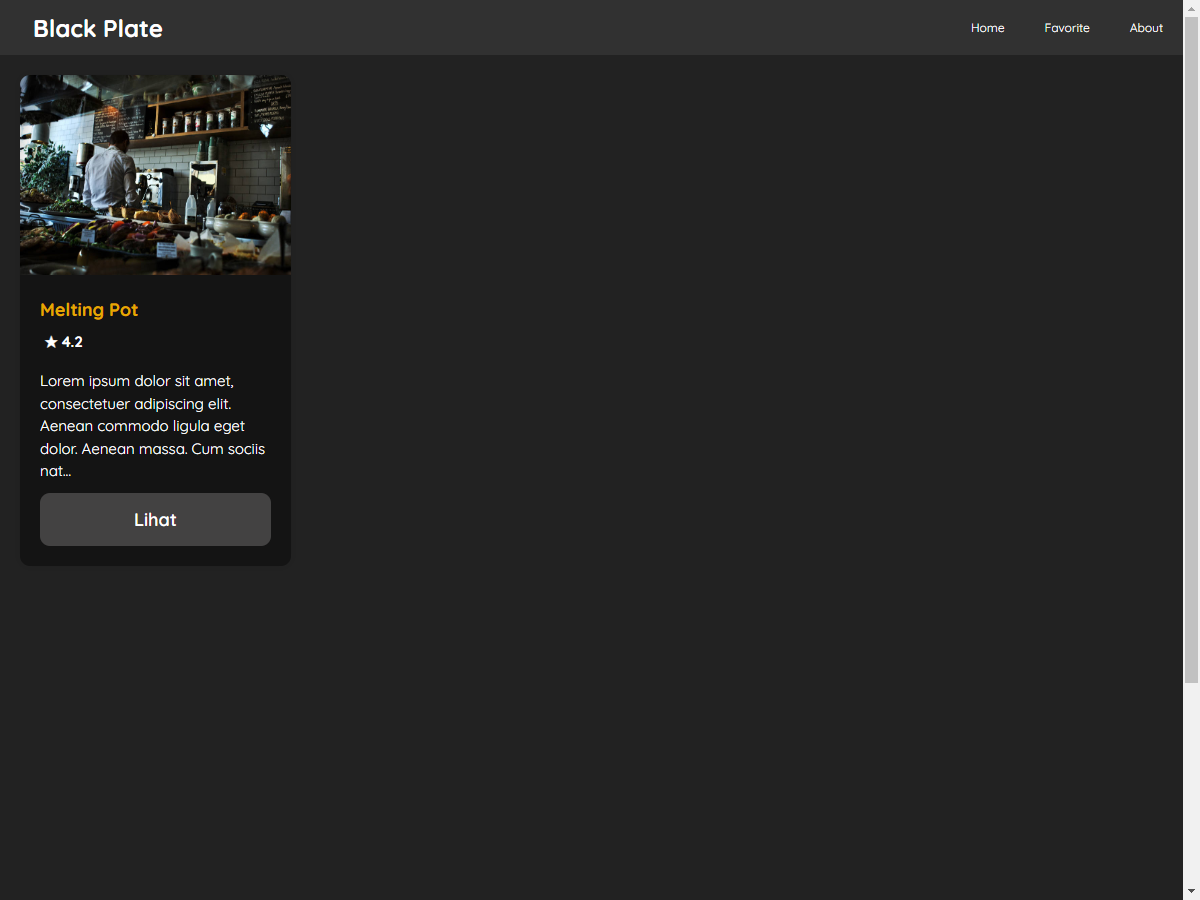 Black Plate
Home Favorite About
Melting Pot
★ 4.2
Lorem ipsum dolor sit amet,
consectetuer adipiscing elit.
Aenean commodo ligula eget
dolor. Aenean massa. Cum sociis
nat...
Lihat